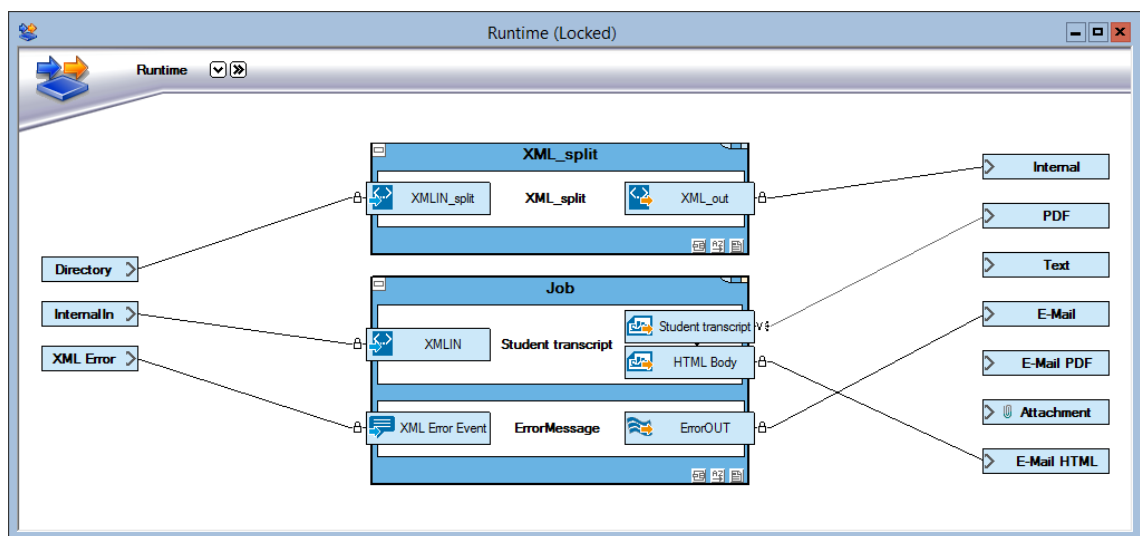 Runtime (Locked)
Runtime
XML_split
XMLIN_split
XML_split
XML_out
Directory
InternalIn
XML Error
Job
XMLIN
Student transcript
Student transcript
HTML Body
XML Error Event
ErrorMessage
ErrorOUT
Internal
PDF
Text
E-Mail
E-Mail PDF
Attachment
E-Mail HTML